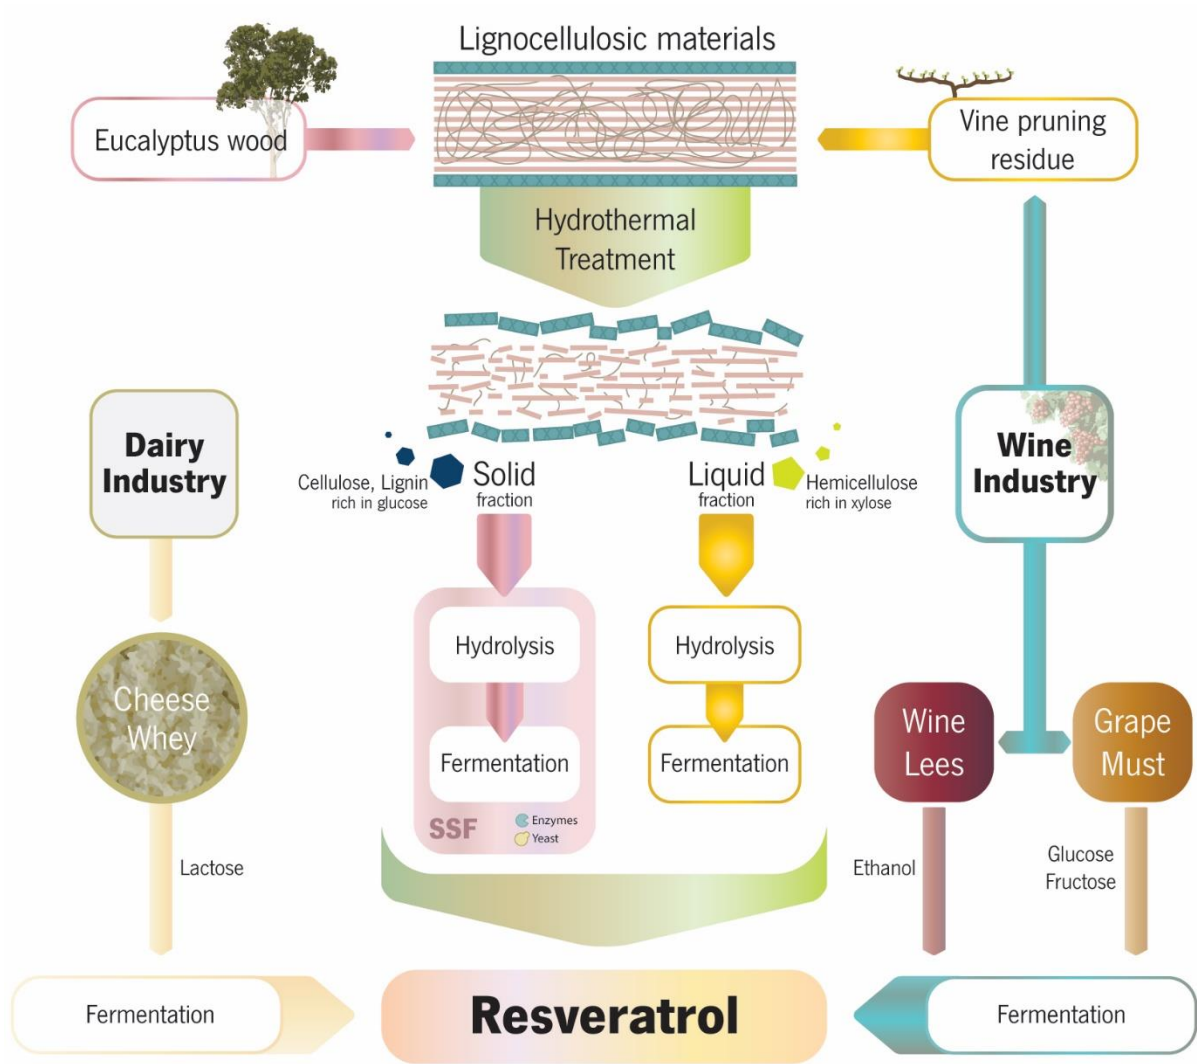 Lignocellulosic materials
Eucalyptus wood
Vine pruning
residue
Hydrothermal
Treatment
Dairy
Industry
Cellulose, Lignin
rich in glucose
Solid
fraction
Liquid
fraction
Hemicellulose
rich in xylose
Wine
Industry
Hydrolysis
Hydrolysis
Cheese
Whey
Fermentation
Fermentation
Wine
Lees
Grape
Must
SSF
Enzymes
Yeast
Lactose
Ethanol
Glucose
Fructose
Fermentation
Resveratrol
Fermentation